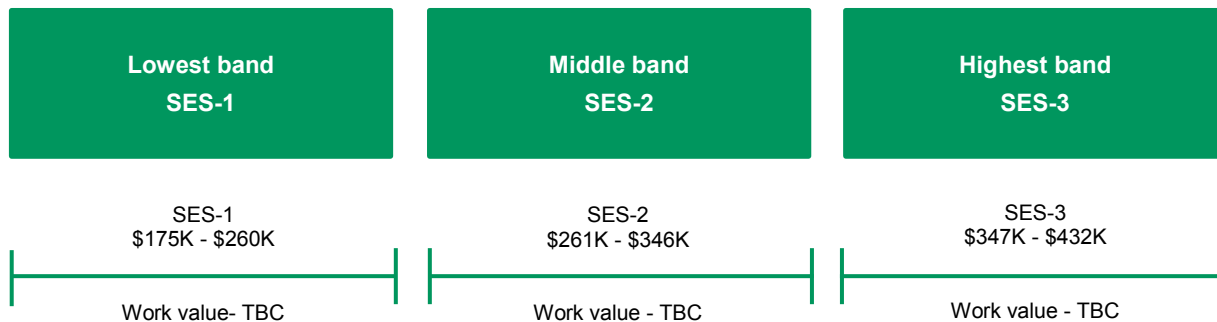 Lowest band
SES-1
Middle band
SES-2
Highest band
SES-3
SES-1
$175K - $260K
SES-2
$261K - $346K
SES-3
$347K - $432K
Work value- TBC
Work value - TBC
Work value - TBC